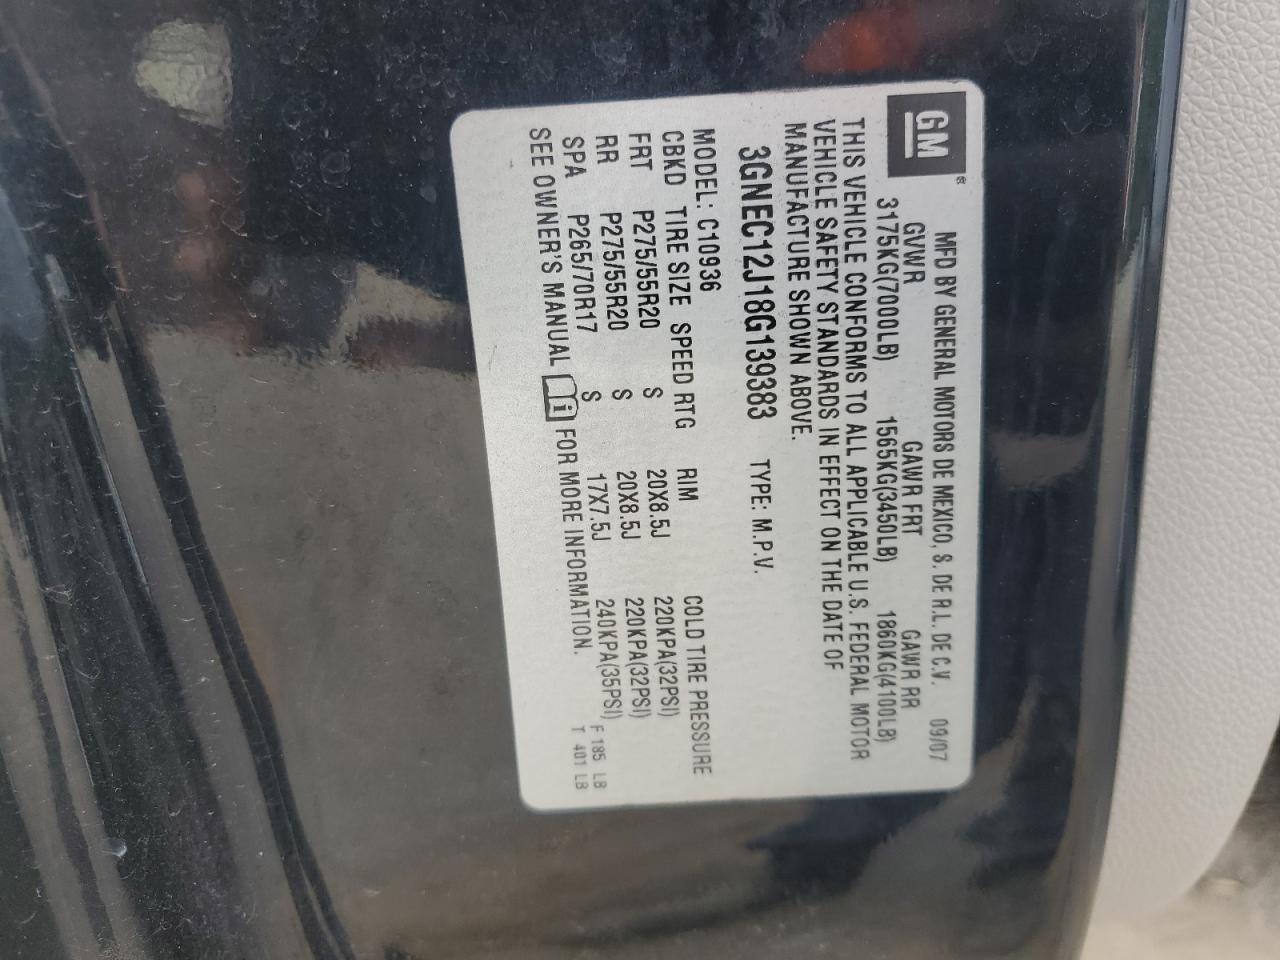 GM®
MFD BY GENERAL MOTORS DE MEXICO, S. DE R.L. DE C.V. 09/07
GVWR GAWR FRT GAWR RR
3175KG(7000LB) 1565KG(3450LB) 1860KG(4100LB)
THIS VEHICLE CONFORMS TO ALL APPLICABLE U.S. FEDERAL MOTOR
VEHICLE SAFETY STANDARDS IN EFFECT ON THE DATE OF
MANUFACTURE SHOWN ABOVE.
3GNEC12J18G139383 TYPE: M.P.V.
MODEL: C10936
CBKD TIRE SIZE SPEED RTG RIM COLD TIRE PRESSURE
FRT P275/55R20 S 20X8.5J 220KPA(32PSI)
RR P275/55R20 S 20X8.5J 220KPA(32PSI)
SPA P265/70R17 S 17X7.5J 240KPA(35PSI)
SEE OWNER'S MANUAL i FOR MORE INFORMATION.
F 185 LB
T 401 LB